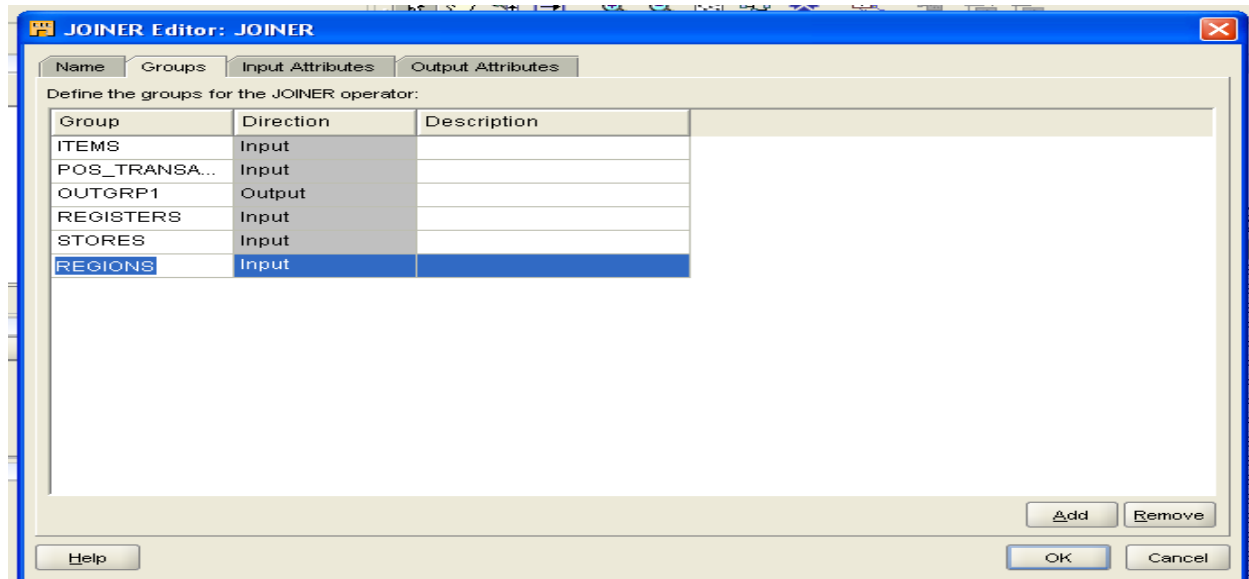 JOINER Editor: JOINER
Name Groups Input Attributes Output Attributes
Define the groups for the JOINER operator:
Group Direction Description
ITEMS Input
POS_TRANSA... Input
OUTGRP1 Output
REGISTERS Input
STORES Input
REGIONS Input
Add Remove
Help OK Cancel